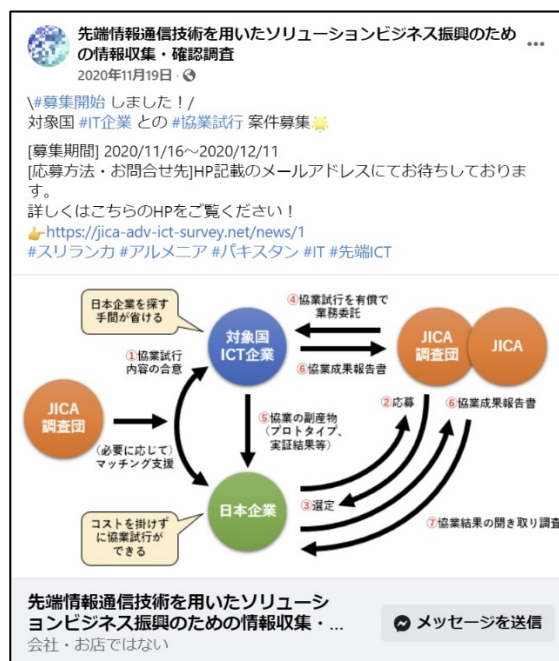 先端情報通信技術を用いたソリューションビジネス振興のため
の情報収集・確認調査
2020年11月19日
\#募集開始 しました！/
対象国 #IT企業 との #協業試行 案件募集🌟
[募集期間] 2020/11/16～2020/12/11
[応募方法・お問合せ先]HP記載のメールアドレスにてお待ちしておりま
す。
詳しくはこちらのHPをご覧ください！
👉https://jica-adv-ict-survey.net/news/1
#スリランカ #アルメニア #パキスタン #IT #先端ICT
日本企業を探す
手間が省ける
対象国
ICT企業
④協業試行を有償で
業務委託
⑥協業成果報告書
JICA
調査団
JICA
①協業試行
内容の合意
JICA
調査団
(必要に応じて)
マッチング支援
⑤協業の副産物
(プロトタイプ、
実証結果等)
②応募
⑥協業成果報告書
日本企業
③選定
⑦協業結果の聞き取り調査
コストを掛けず
に協業試行が
できる
先端情報通信技術を用いたソリューシ
ョンビジネス振興のための情報収集・...
会社・お店ではない
メッセージを送信